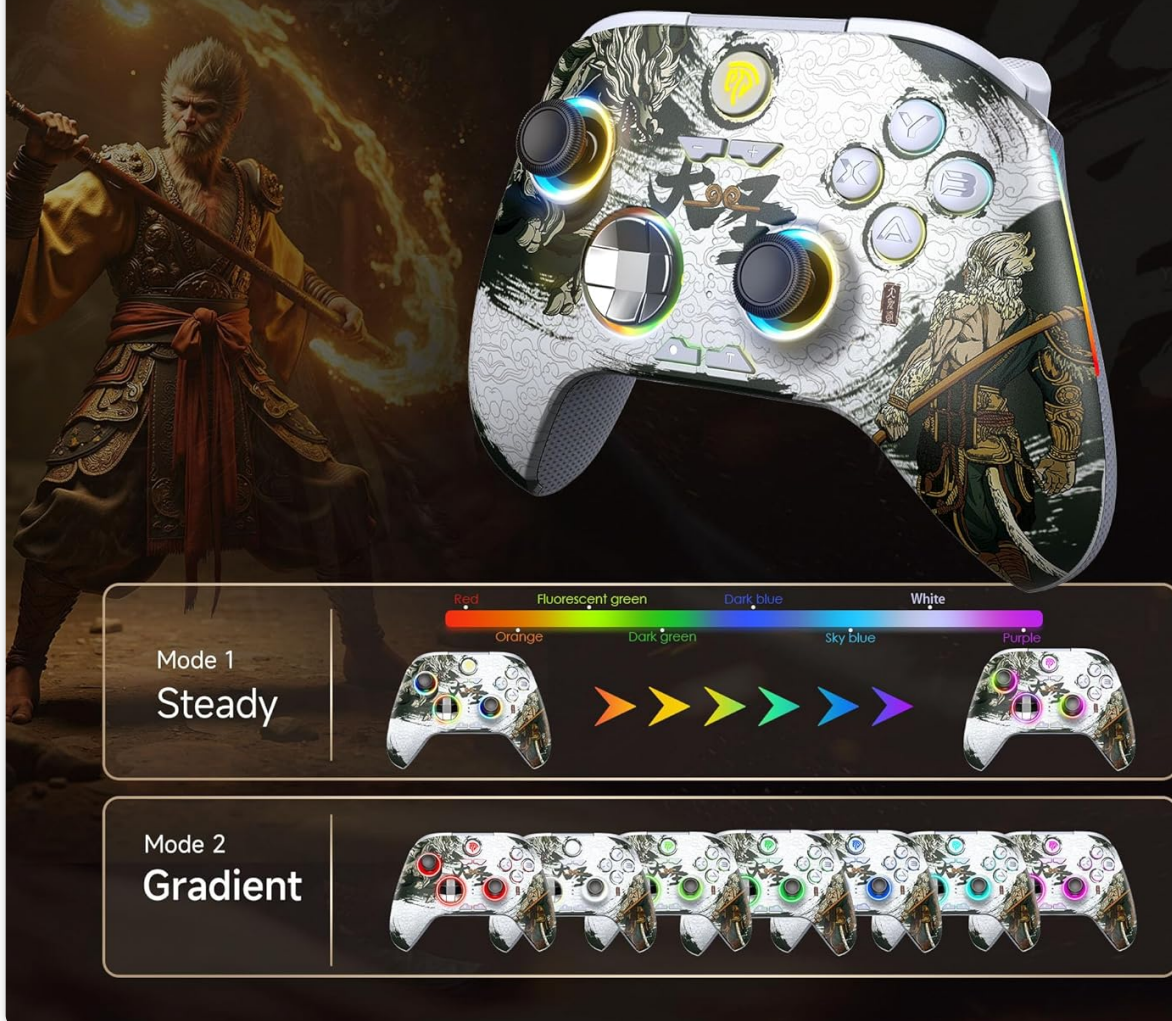 - +
Y
X B
A
大圣
T
Red Fluorescent green Dark blue White
Orange Dark green Sky blue Purple
Mode 1
Steady
Mode 2
Gradient